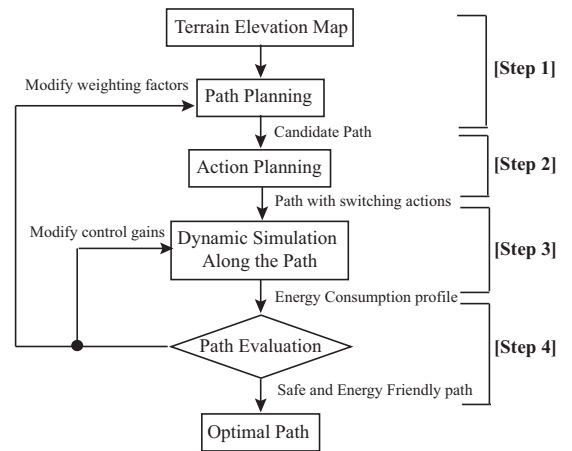 Terrain Elevation Map
[Step 1]
Modify weighting factors
Path Planning
Candidate Path
Action Planning
[Step 2]
Path with switching actions
Modify control gains
Dynamic Simulation
Along the Path
[Step 3]
Energy Consumption profile
Path Evaluation
[Step 4]
Safe and Energy Friendly path
Optimal Path